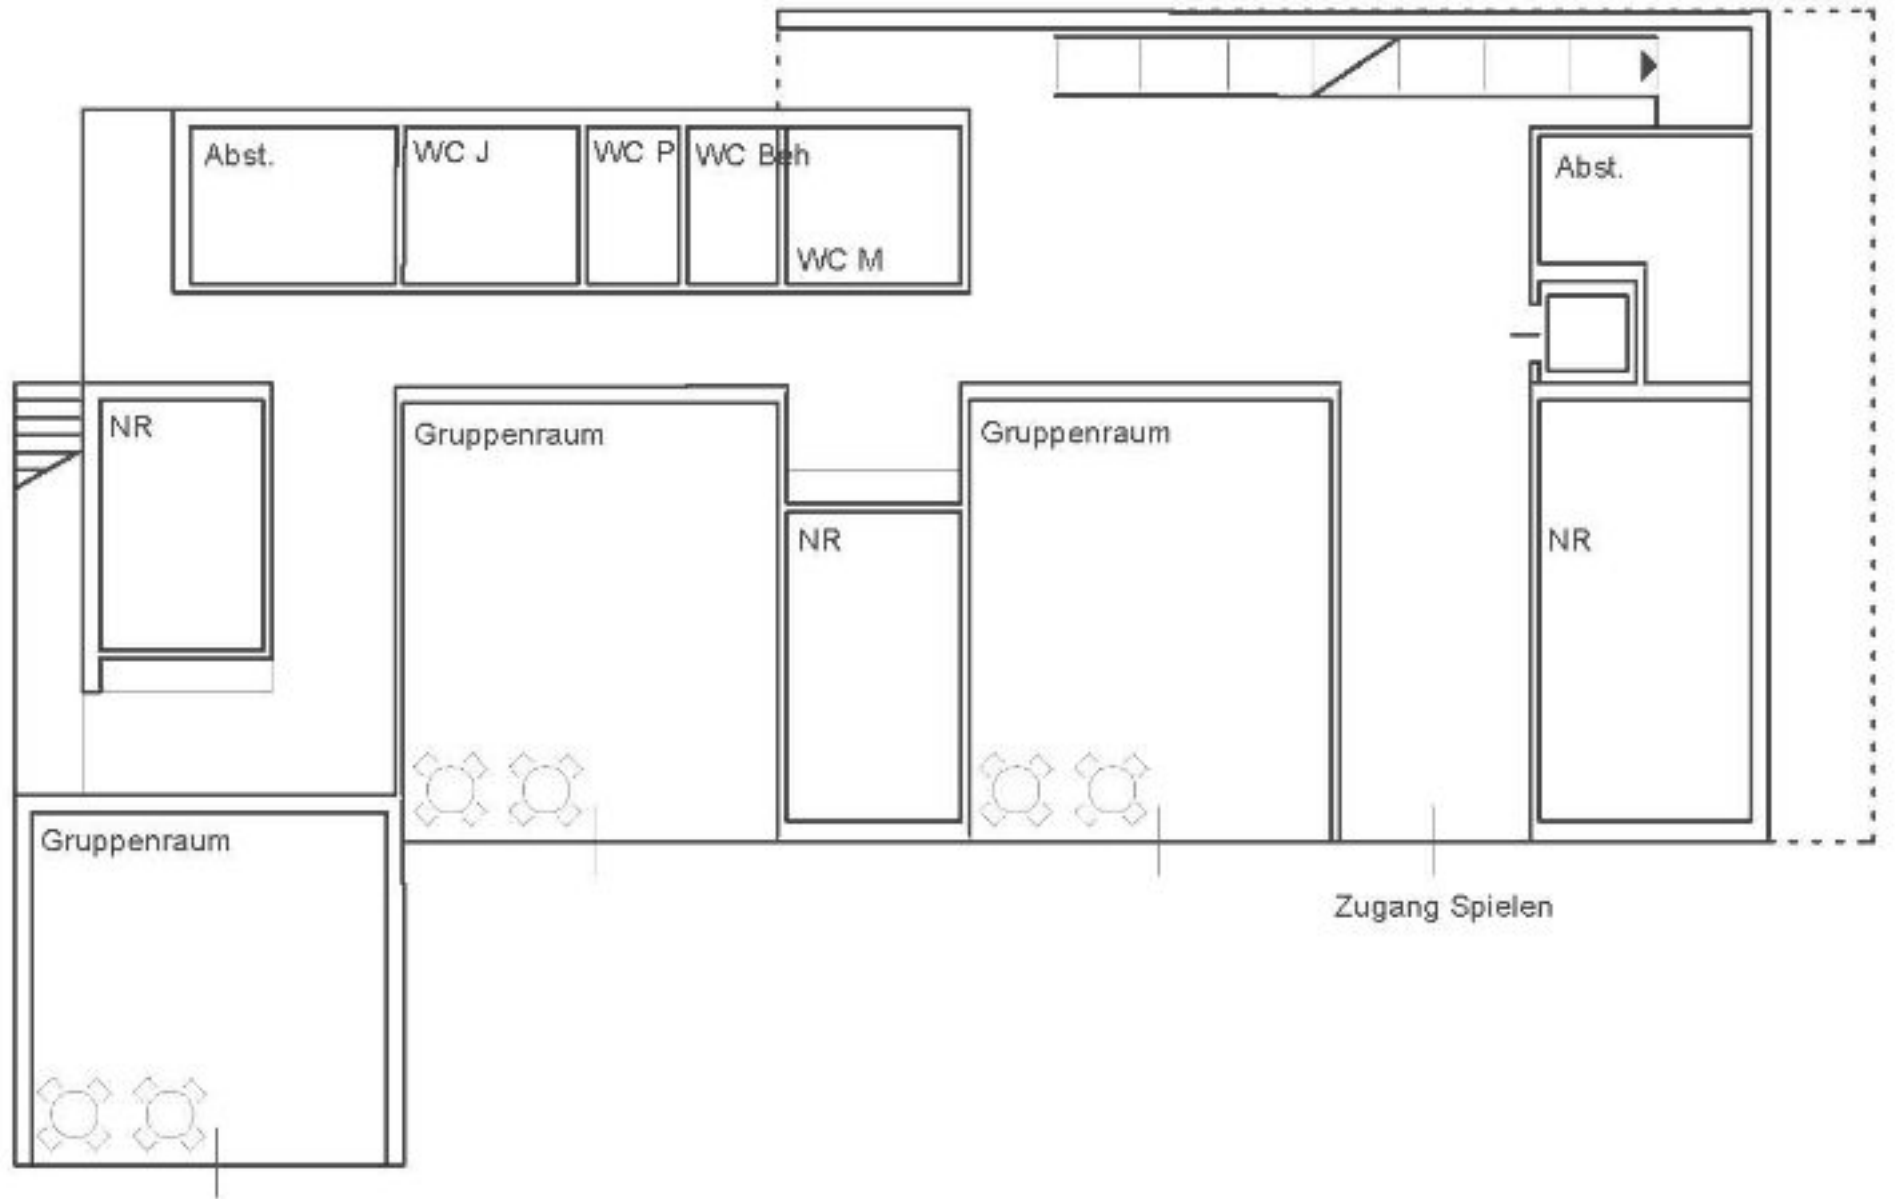 Abst.
WC J
WC P
WC Beh
WC M
Abst.
NR
Gruppenraum
Gruppenraum
NR
NR
Gruppenraum
Zugang Spielen